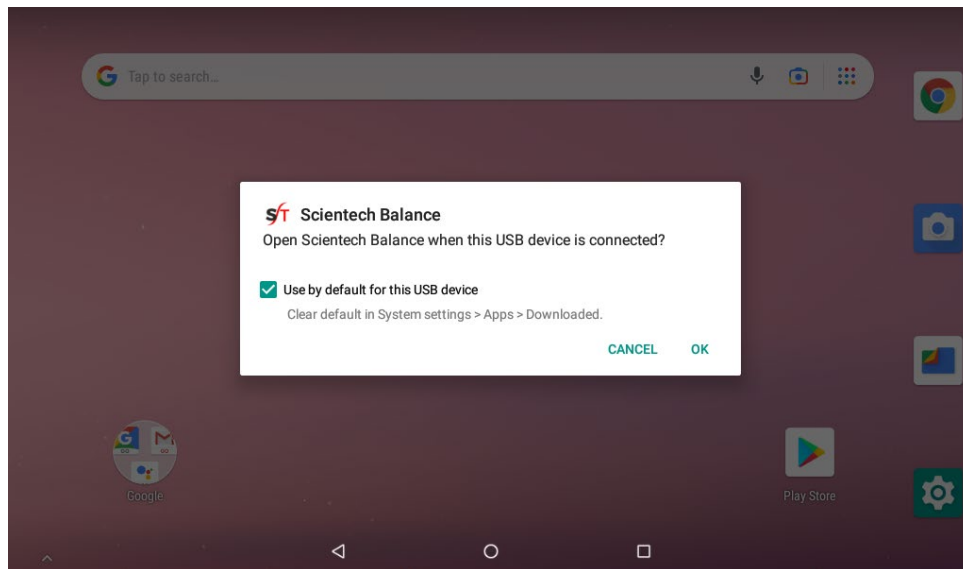 G Tap to search...
S/T Scientech Balance
Open Scientech Balance when this USB device is connected?
Use by default for this USB device
Clear default in System settings > Apps > Downloaded.
CANCEL OK
Google
Play Store